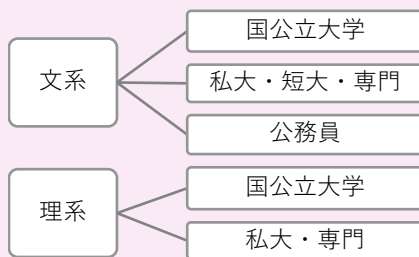 文系
国公立大学
私大・短大・専門
公務員
理系
国公立大学
私大・専門